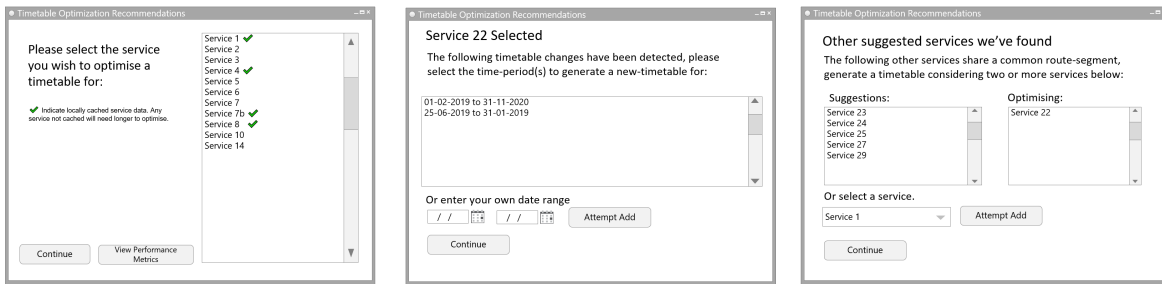 Timetable Optimization Recommendations
Please select the service
you wish to optimise a
timetable for:
Indicate locally cached service data. Any
service not cached will need longer to optimise.
Service 1
Service 2
Service 3
Service 4
Service 5
Service 6
Service 7
Service 7b
Service 8
Service 10
Service 14
Continue
View Performance
Metrics
Timetable Optimization Recommendations
Service 22 Selected
The following timetable changes have been detected, please
select the time-period(s) to generate a new-timetable for:
01-02-2019 to 31-11-2020
25-06-2019 to 31-01-2019
Or enter your own date range
/ /
/ /
Attempt Add
Continue
Timetable Optimization Recommendations
Other suggested services we've found
The following other services share a common route-segment,
generate a timetable considering two or more services below:
Suggestions:
Service 23
Service 24
Service 25
Service 27
Service 29
Optimising:
Service 22
Or select a service.
Service 1
Attempt Add
Continue